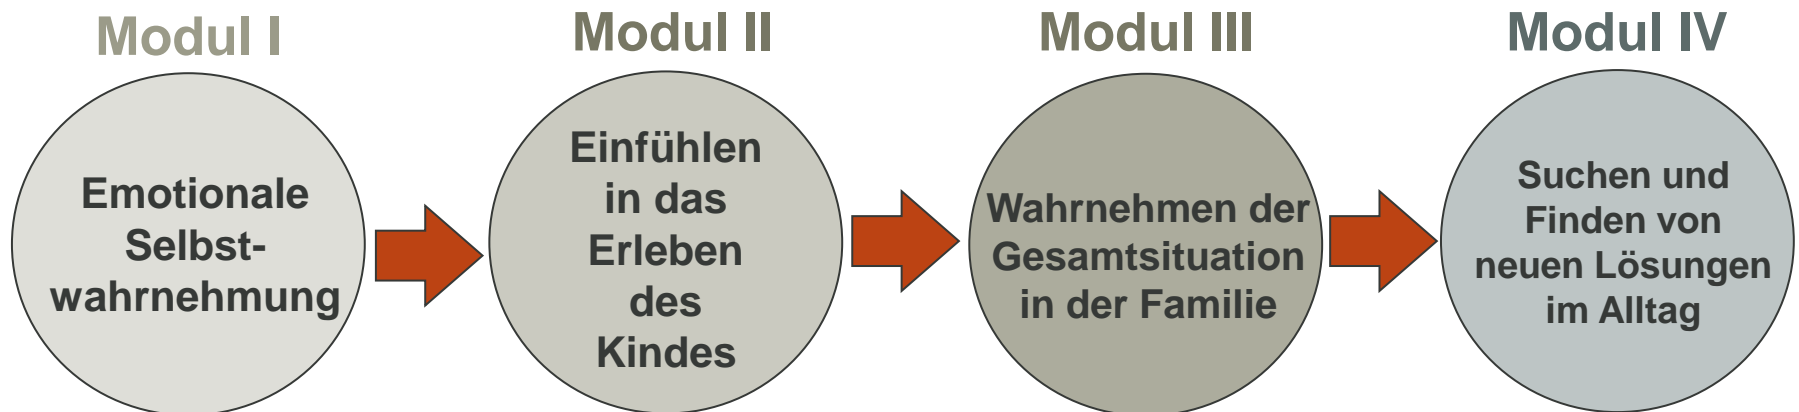 Modul I
Emotionale
Selbst-
wahrnehmung
Modul II
Einfühlen
in das
Erleben
des
Kindes
Modul III
Wahrnehmen der
Gesamtsituation
in der Familie
Modul IV
Suchen und
Finden von
neuen Lösungen
im Alltag